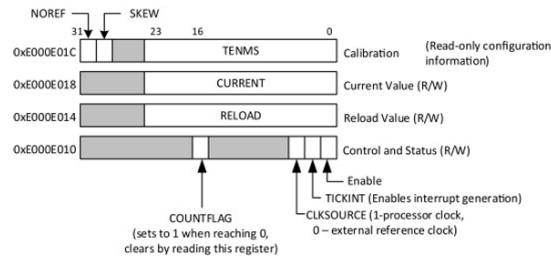 NOREF
SKEW
31 23 16 0
0xE000E01C TENMS Calibration (Read-only configuration
information)
0xE000E018 CURRENT Current Value (R/W)
0xE000E014 RELOAD Reload Value (R/W)
0xE000E010 Control and Status (R/W)
Enable
TICKINT (Enables interrupt generation)
COUNTFLAG CLKSOURCE (1-processor clock,
(sets to 1 when reaching 0, 0 – external reference clock)
clears by reading this register)